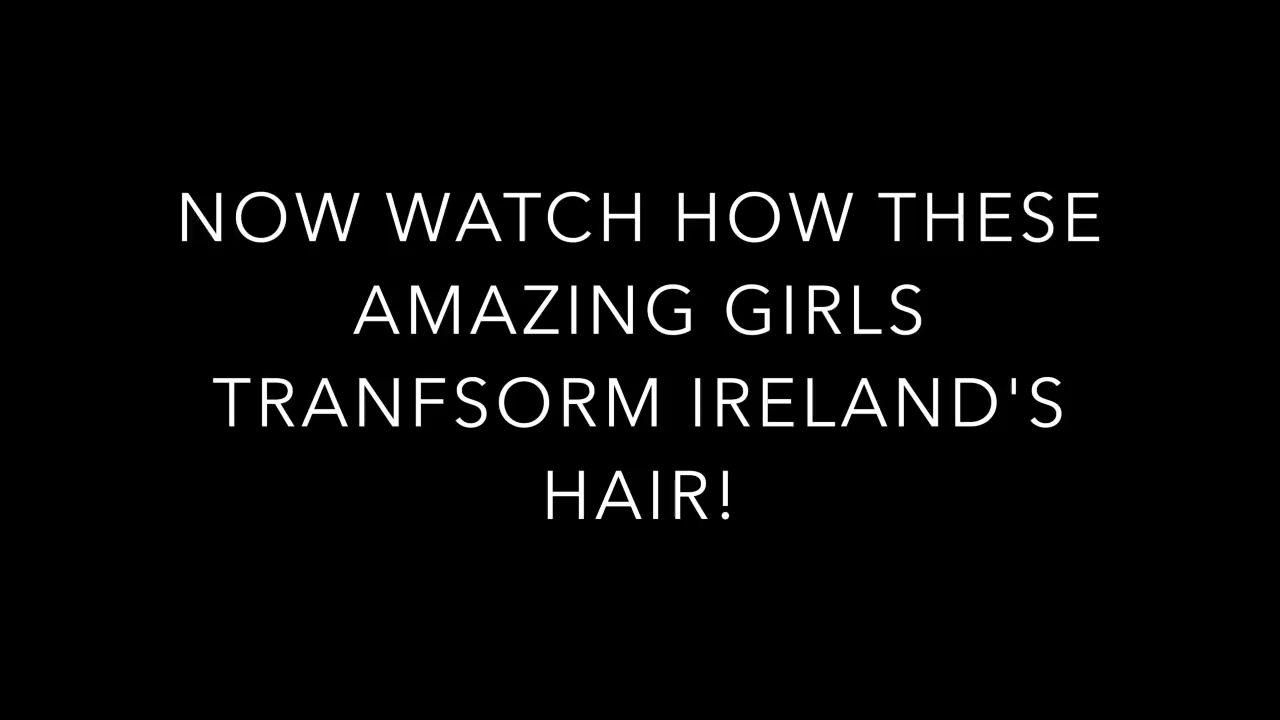 NOW WATCH HOW THESE
AMAZING GIRLS
TRANFSORM IRELAND'S
HAIR!